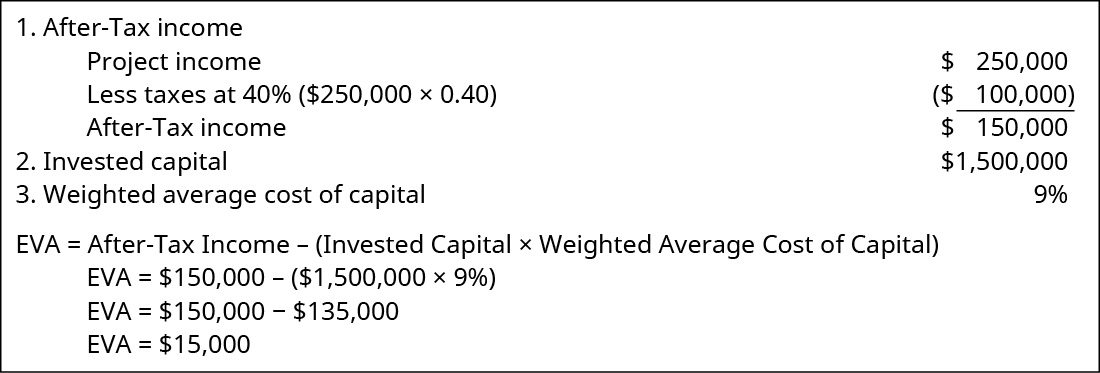 1. After-Tax income
Project income $ 250,000
Less taxes at 40% ($250,000 × 0.40) ($ 100,000)
After-Tax income $ 150,000
2. Invested capital $1,500,000
3. Weighted average cost of capital 9%
EVA = After-Tax Income – (Invested Capital × Weighted Average Cost of Capital)
EVA = $150,000 – ($1,500,000 × 9%)
EVA = $150,000 − $135,000
EVA = $15,000